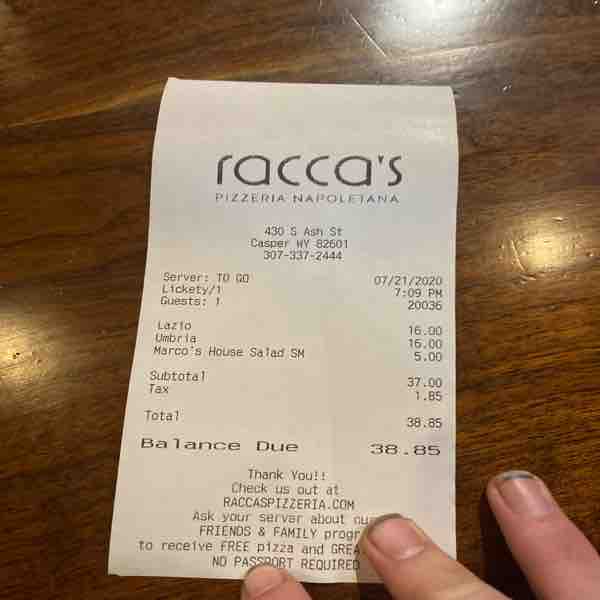 racca's
PIZZERIA NAPOLETANA
430 S Ash St
Casper WY 82601
307-337-2444
Server: TO GO 07/21/2020
Lickety/1 7:09 PM
Guests: 1 20036
Lazio 16.00
Umbria 16.00
Marco's House Salad SM 5.00
Subtotal 37.00
Tax 1.85
Total 38.85
Balance Due 38.85
Thank You!!
Check us out at
RACCASPIZZERIA.COM
Ask your server about
FRIENDS & FAMILY
to receive FREE pizza and
NO PASSPORT REQUIRED